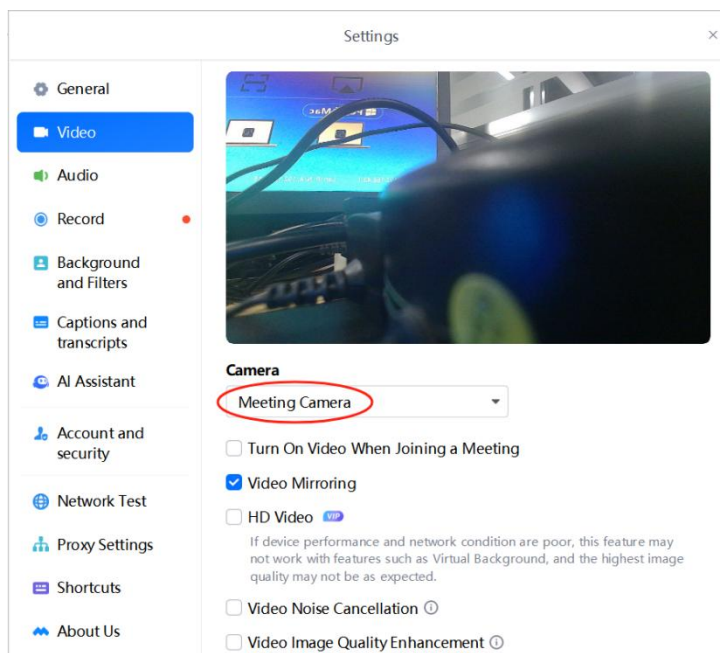 Settings
General
Video
Audio
Record
Background
and Filters
Captions and
transcripts
AI Assistant
Account and
security
Network Test
Proxy Settings
Shortcuts
About Us
Camera
Meeting Camera
Turn On Video When Joining a Meeting
Video Mirroring
HD Video VIP
If device performance and network condition are poor, this feature may
not work with features such as Virtual Background, and the highest image
quality may not be as expected.
Video Noise Cancellation
Video Image Quality Enhancement